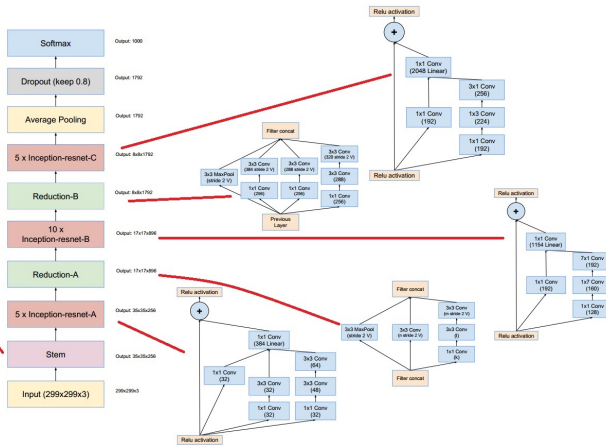 Softmax
Output: 1000
Dropout (keep 0.8)
Output: 1792
Average Pooling
Output: 1792
5 x Inception-resnet-C
Output: 8x8x1792
Reduction-B
Output: 8x8x1792
10 x
Inception-resnet-B
Output: 17x17x896
Reduction-A
Output: 17x17x896
5 x Inception-resnet-A
Output: 35x35x256
Stem
Output: 35x35x256
Input (299x299x3)
299x299x3
Relu activation
+
1x1 Conv
(2048 Linear)
1x1 Conv
(192)
3x1 Conv
(256)
1x3 Conv
(224)
1x1 Conv
(192)
Relu activation
Filter concat
3x3 MaxPool
(stride 2 V)
3x3 Conv
(384 stride 2 V)
1x1 Conv
(256)
3x3 Conv
(288 stride 2 V)
1x1 Conv
(256)
3x3 Conv
(320 stride 2 V)
3x3 Conv
(288)
1x1 Conv
(256)
Previous
Layer
Relu activation
+
1x1 Conv
(1154 Linear)
1x1 Conv
(192)
7x1 Conv
(192)
1x7 Conv
(160)
1x1 Conv
(128)
Relu activation
Relu activation
+
1x1 Conv
(384 Linear)
1x1 Conv
(32)
3x3 Conv
(32)
1x1 Conv
(32)
3x3 Conv
(64)
3x3 Conv
(48)
1x1 Conv
(32)
Relu activation
Filter concat
3x3 MaxPool
(stride 2 V)
3x3 Conv
(n stride 2 V)
3x3 Conv
(m stride 2 V)
3x3 Conv
(l)
1x1 Conv
(k)
Filter concat